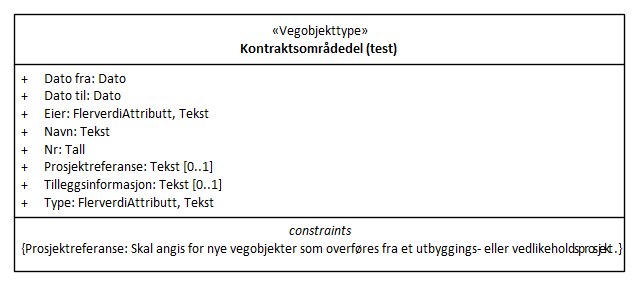 «Vegobjekttype»
Kontraktsområdedel (test)
+ Dato fra: Dato
+ Dato til: Dato
+ Eier: FlerverdiAttributt, Tekst
+ Navn: Tekst
+ Nr: Tall
+ Prosjektreferanse: Tekst [0..1]
+ Tilleggsinformasjon: Tekst [0..1]
+ Type: FlerverdiAttributt, Tekst
constraints
{Prosjektreferanse: Skal angis for nye vegobjekter som overføres fra et utbyggings- eller vedlikeholdsprosjekt.}